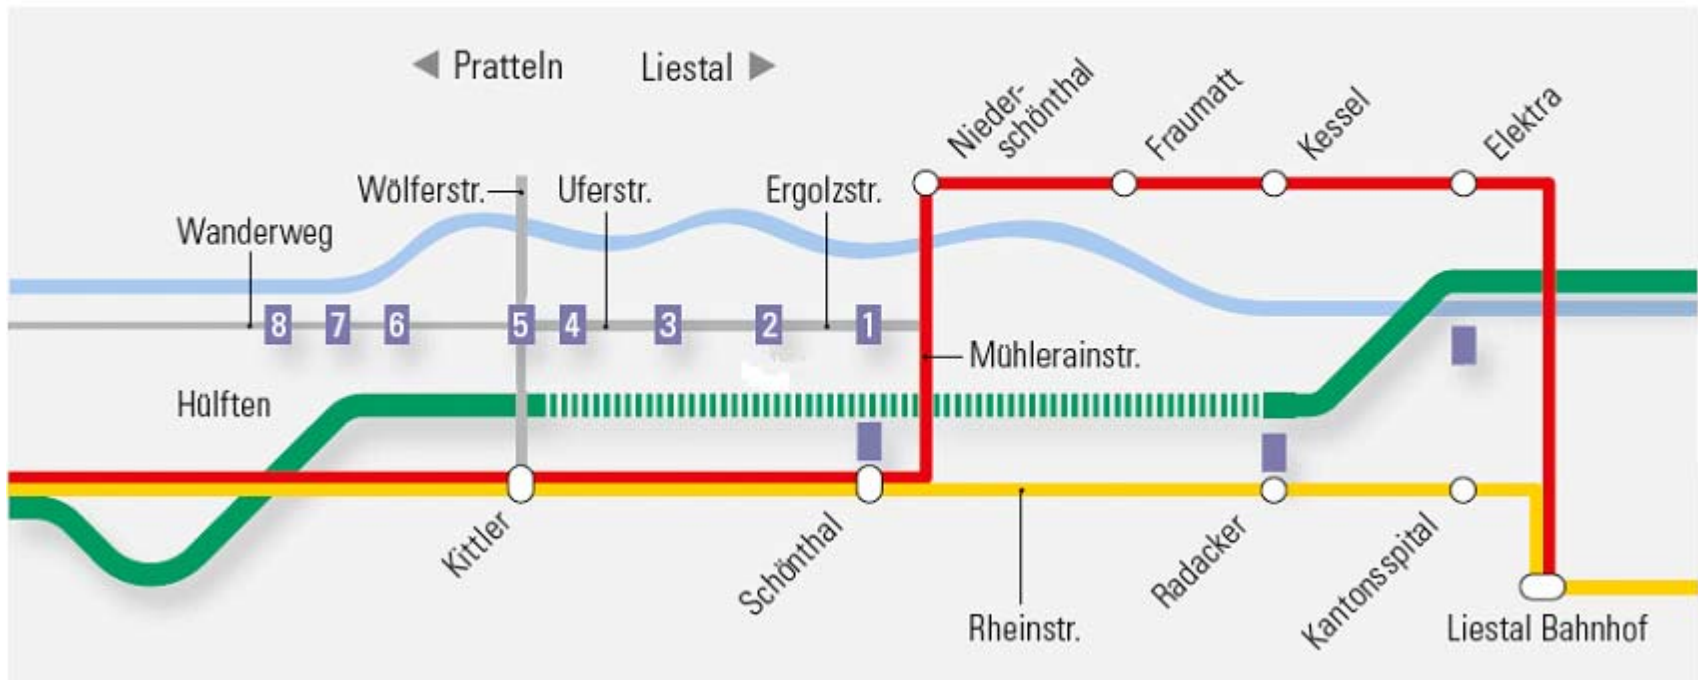 Pratteln
Liestal
Nieder-
schönthal
Fraumatt
Kessel
Elektra
Wölferstr.
Uferstr.
Ergolzstr.
Wanderweg
8
7
6
5
4
3
2
1
Mühlerainstr.
Hülften
Kittler
Schönthal
Radacker
Kantonsspital
Rheinstr.
Liestal Bahnhof